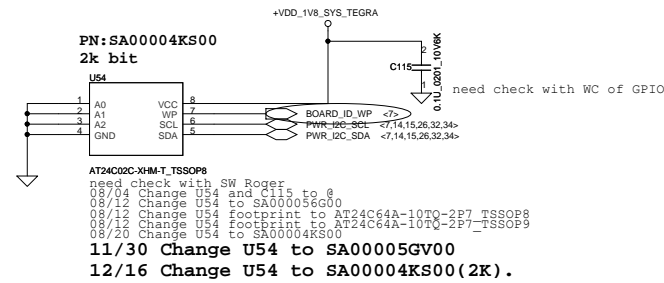 +VDD_1V8_SYS_TEGRA
PN:SA00004KS00
2k bit
U54
1 A0 VCC 8
2 A1 WP 7 BOARD_ID_WP <7>
3 A2 SCL 6 PWR_I2C_SCL <7,14,15,26,32,34>
4 GND SDA 5 PWR_I2C_SDA <7,14,15,26,32,34>
C115
2
1
0.1U_0201_10V6K
need check with WC of GPIO
AT24C02C-XHM-T_TSSOP8
need check with SW Roger
08/04 Change U54 and C115 to @
08/12 Change U54 to SA000056G00
08/12 Change U54 footprint to AT24C64A-10TQ-2P7_TSSOP8
08/12 Change U54 footprint to AT24C64A-10TQ-2P7_TSSOP9
08/20 Change U54 to SA00004KS00
11/30 Change U54 to SA00005GV00
12/16 Change U54 to SA00004KS00(2K).